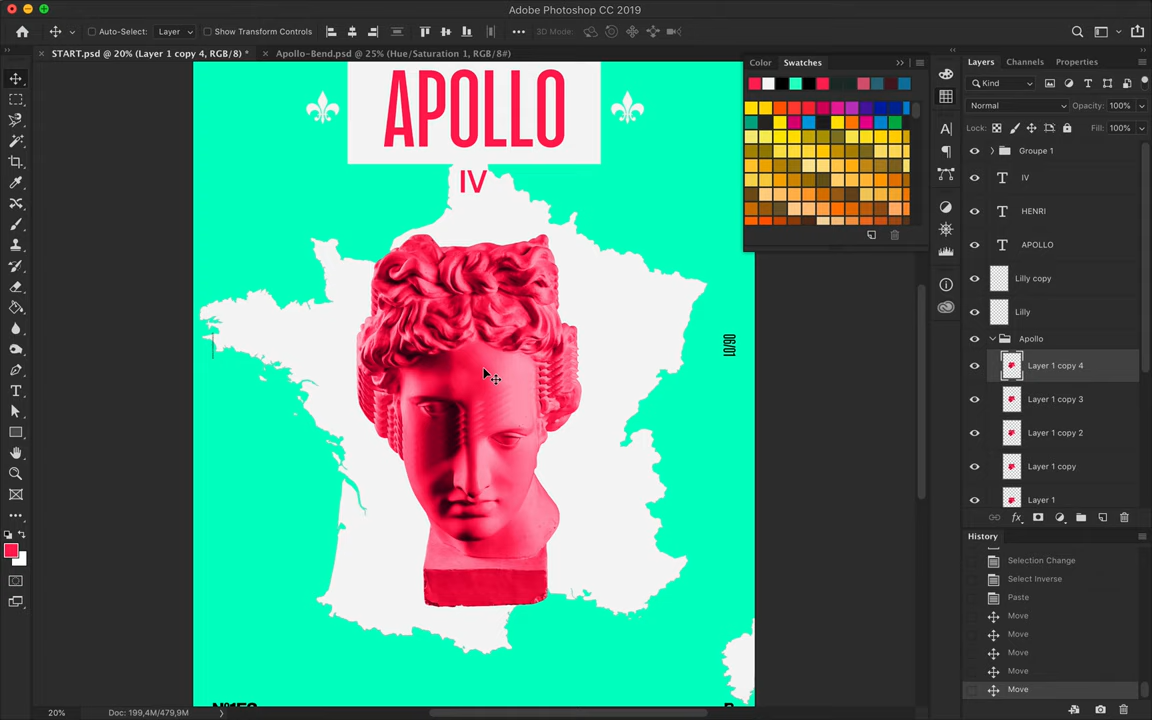 Adobe Photoshop CC 2019
Auto-Select:
Layer
Show Transform Controls
3D Mode:
START.psd @ 20% (Layer 1 copy 4, RGB/8) *
Apollo-Bend.psd @ 25% (Hue/Saturation 1, RGB/8#)
APOLLO
IV
06/01
Color
Swatches
Layers
Channels
Properties
Kind
Normal
Opacity: 100%
Lock:
Fill: 100%
Groupe 1
T IV
T HENRI
T APOLLO
Lilly copy
Lilly
Apollo
Layer 1 copy 4
Layer 1 copy 3
Layer 1 copy 2
Layer 1 copy
Layer 1
fx
History
Selection Change
Select Inverse
Paste
Move
Move
Move
Move
Move
20%
Doc: 199,4M/479,9M